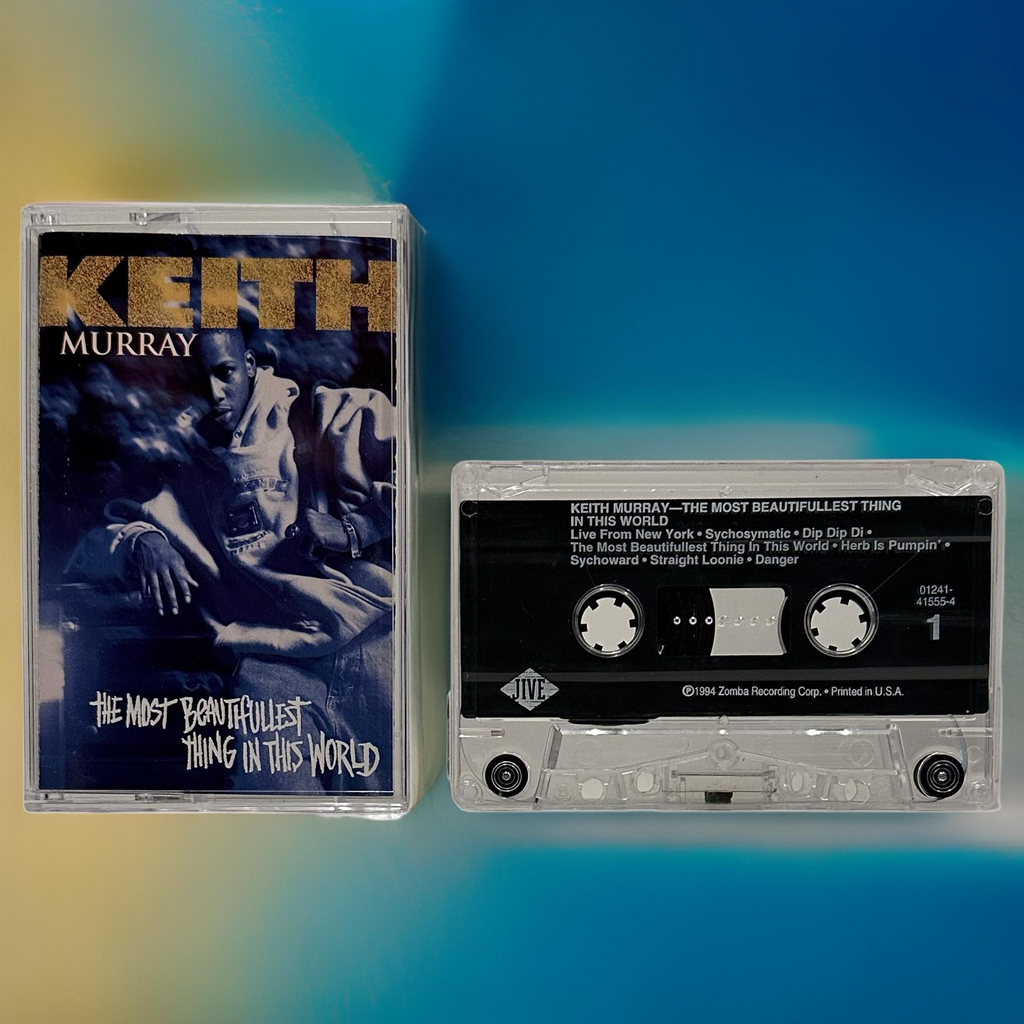 KEITH
MURRAY
THE MOST BEAUTIFULLEST
THING IN THIS WORLD
KEITH MURRAY—THE MOST BEAUTIFULLEST THING
IN THIS WORLD
Live From New York • Sychosymatic • Dip Dip Di •
The Most Beautifullest Thing In This World • Herb Is Pumpin' •
Sychoward • Straight Loonie • Danger
01241-
41555-4
1
JIVE
℗1994 Zomba Recording Corp. • Printed in U.S.A.